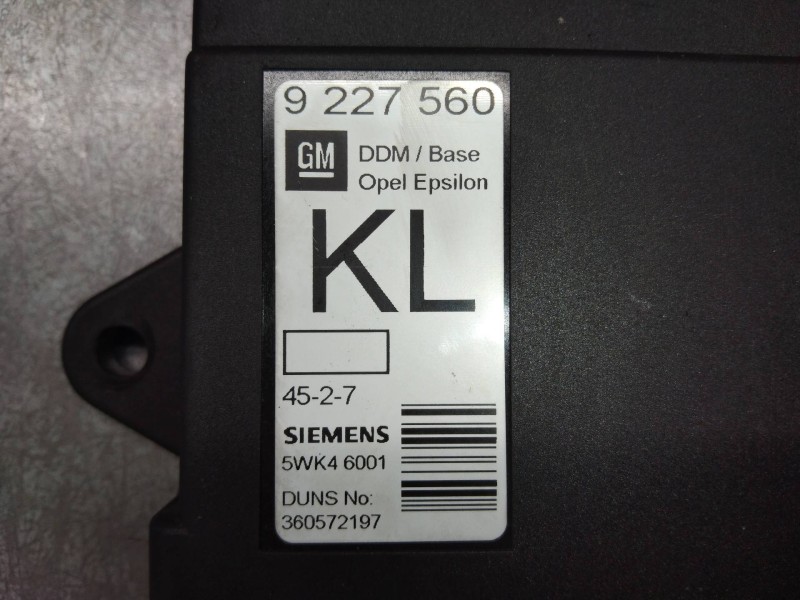 9 227 560
GM
DDM / Base
Opel Epsilon
KL
45-2-7
SIEMENS
5WK4 6001
DUNS No:
360572197